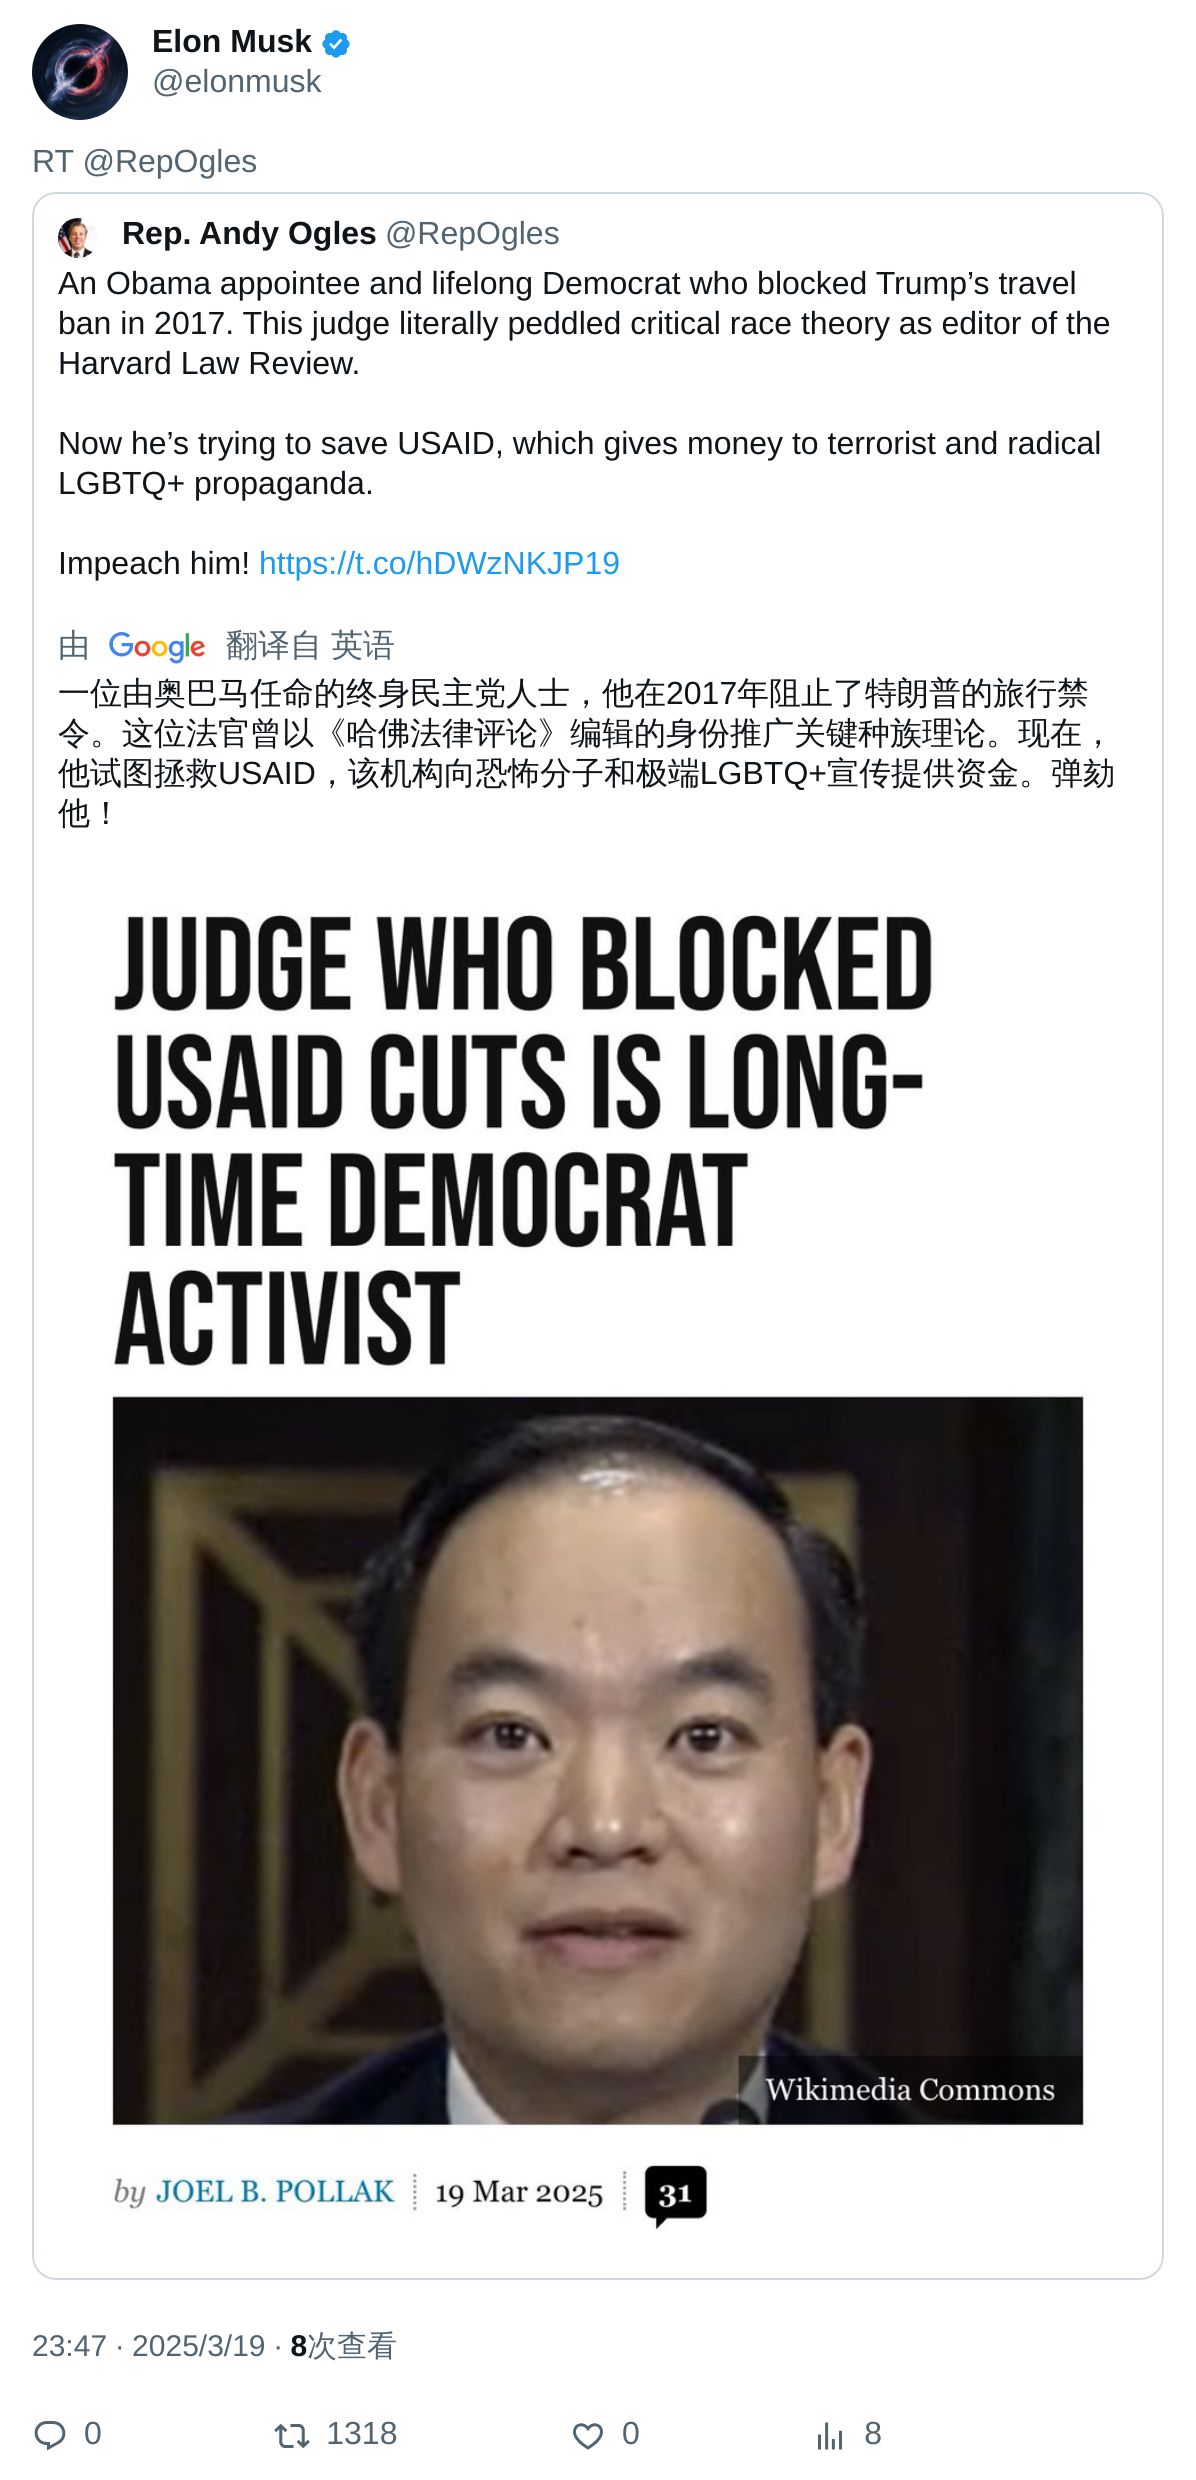 Elon Musk
@elonmusk
RT @RepOgles
Rep. Andy Ogles @RepOgles
An Obama appointee and lifelong Democrat who blocked Trump’s travel
ban in 2017. This judge literally peddled critical race theory as editor of the
Harvard Law Review.
Now he’s trying to save USAID, which gives money to terrorist and radical
LGBTQ+ propaganda.
Impeach him! https://t.co/hDWzNKJP19
由 Google 翻译自 英语
一位由奥巴马任命的终身民主党人士，他在2017年阻止了特朗普的旅行禁
令。这位法官曾以《哈佛法律评论》编辑的身份推广关键种族理论。现在，
他试图拯救USAID，该机构向恐怖分子和极端LGBTQ+宣传提供资金。弹劾
他！
JUDGE WHO BLOCKED
USAID CUTS IS LONG-
TIME DEMOCRAT
ACTIVIST
Wikimedia Commons
by JOEL B. POLLAK 19 Mar 2025 31
23:47 · 2025/3/19 · 8次查看
0 1318 0 8